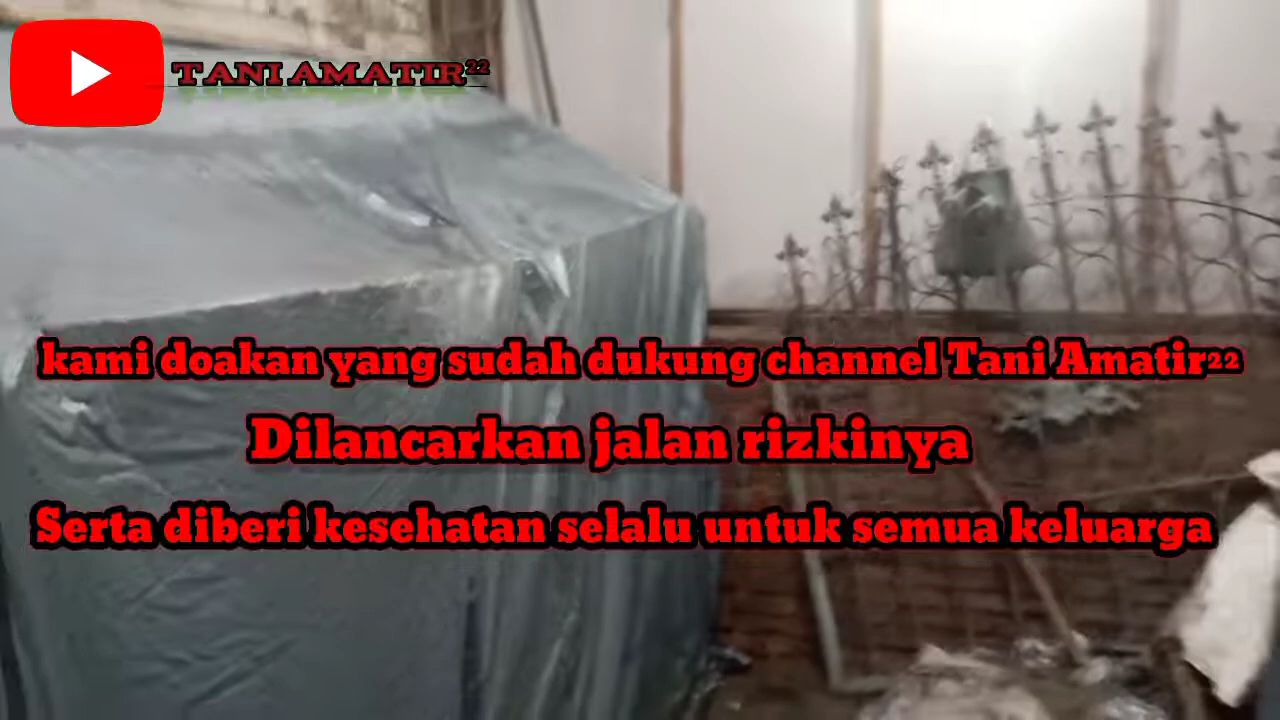 TANI AMATIR²²
kami doakan yang sudah dukung channel Tani Amatir²²
Dilancarkan jalan rizkinya
Serta diberi kesehatan selalu untuk semua keluarga